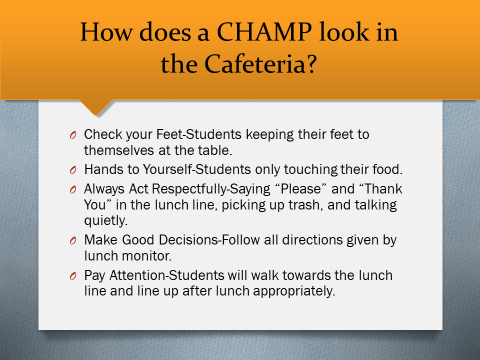 How does a CHAMP look in
the Cafeteria?
Check your Feet-Students keeping their feet to
themselves at the table.
Hands to Yourself-Students only touching their food.
Always Act Respectfully-Saying “Please” and “Thank
You” in the lunch line, picking up trash, and talking
quietly.
Make Good Decisions-Follow all directions given by
lunch monitor.
Pay Attention-Students will walk towards the lunch
line and line up after lunch appropriately.